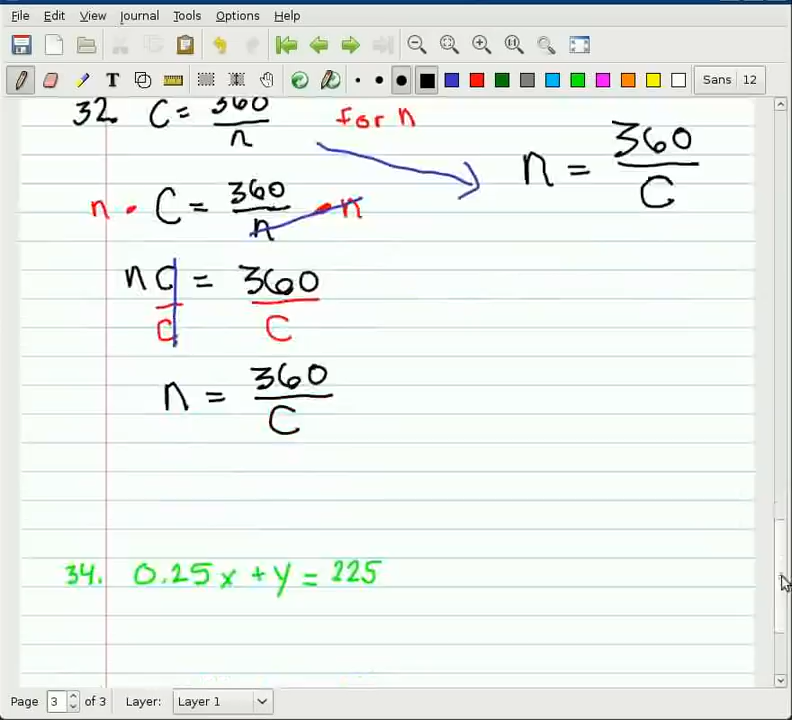 File Edit View Journal Tools Options Help
Sans 12
32. C = 360/n for n
n = 360/C
n • C = 360/n • n
nC/C = 360/C
n = 360/C
34. 0.25x + y = 225
Page 3 of 3 Layer: Layer 1